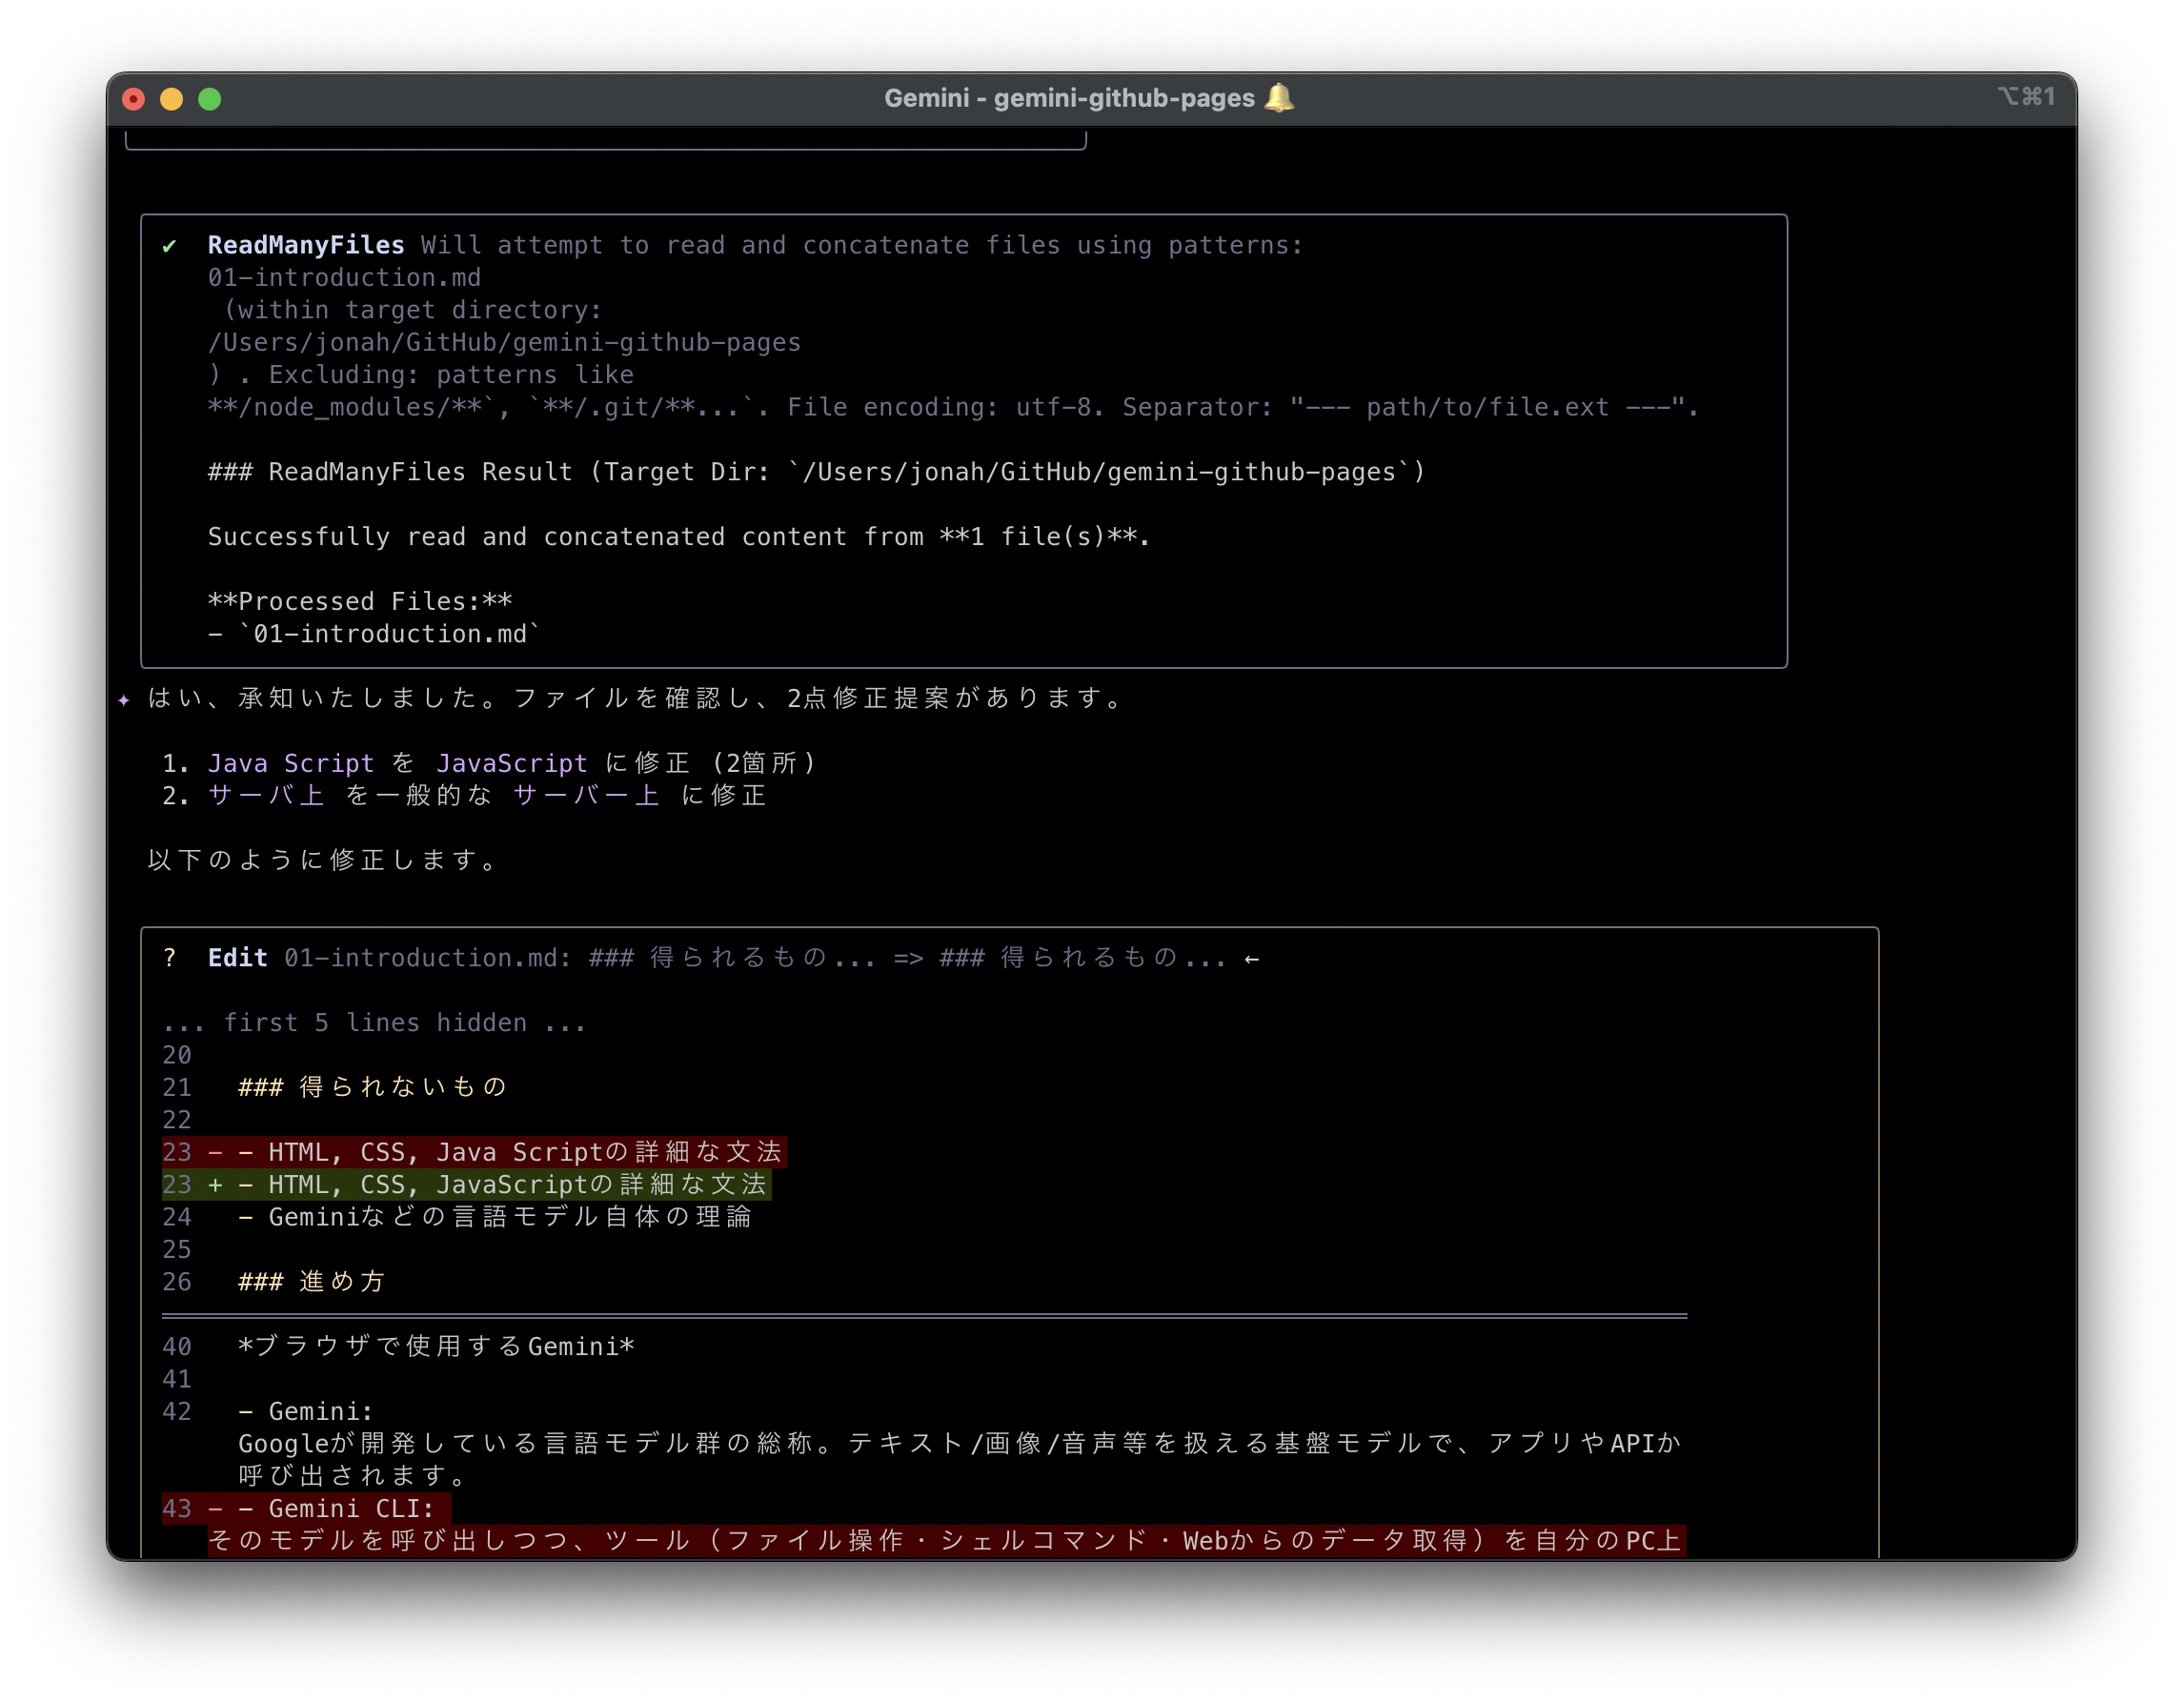 Gemini - gemini-github-pages 🔔
⌥⌘1
✔ ReadManyFiles Will attempt to read and concatenate files using patterns:
01-introduction.md
(within target directory:
/Users/jonah/GitHub/gemini-github-pages
) . Excluding: patterns like
**/node_modules/**`, `**/.git/**...`. File encoding: utf-8. Separator: "--- path/to/file.ext ---".
### ReadManyFiles Result (Target Dir: `/Users/jonah/GitHub/gemini-github-pages`)
Successfully read and concatenated content from **1 file(s)**.
**Processed Files:**
- `01-introduction.md`
✦ はい、承知いたしました。ファイルを確認し、2点修正提案があります。
1. Java Script を JavaScript に修正 (2箇所)
2. サーバ上 を一般的な サーバー上 に修正
以下のように修正します。
? Edit 01-introduction.md: ### 得られるもの... => ### 得られるもの... ←
... first 5 lines hidden ...
20
21 ### 得られないもの
22
23 - - HTML, CSS, Java Scriptの詳細な文法
23 + - HTML, CSS, JavaScriptの詳細な文法
24 - Geminiなどの言語モデル自体の理論
25
26 ### 進め方
40 *ブラウザで使用するGemini*
41
42 - Gemini:
Googleが開発している言語モデル群の総称。テキスト/画像/音声等を扱える基盤モデルで、アプリやAPIか
呼び出されます。
43 - - Gemini CLI:
そのモデルを呼び出しつつ、ツール（ファイル操作・シェルコマンド・Webからのデータ取得）を自分のPC上